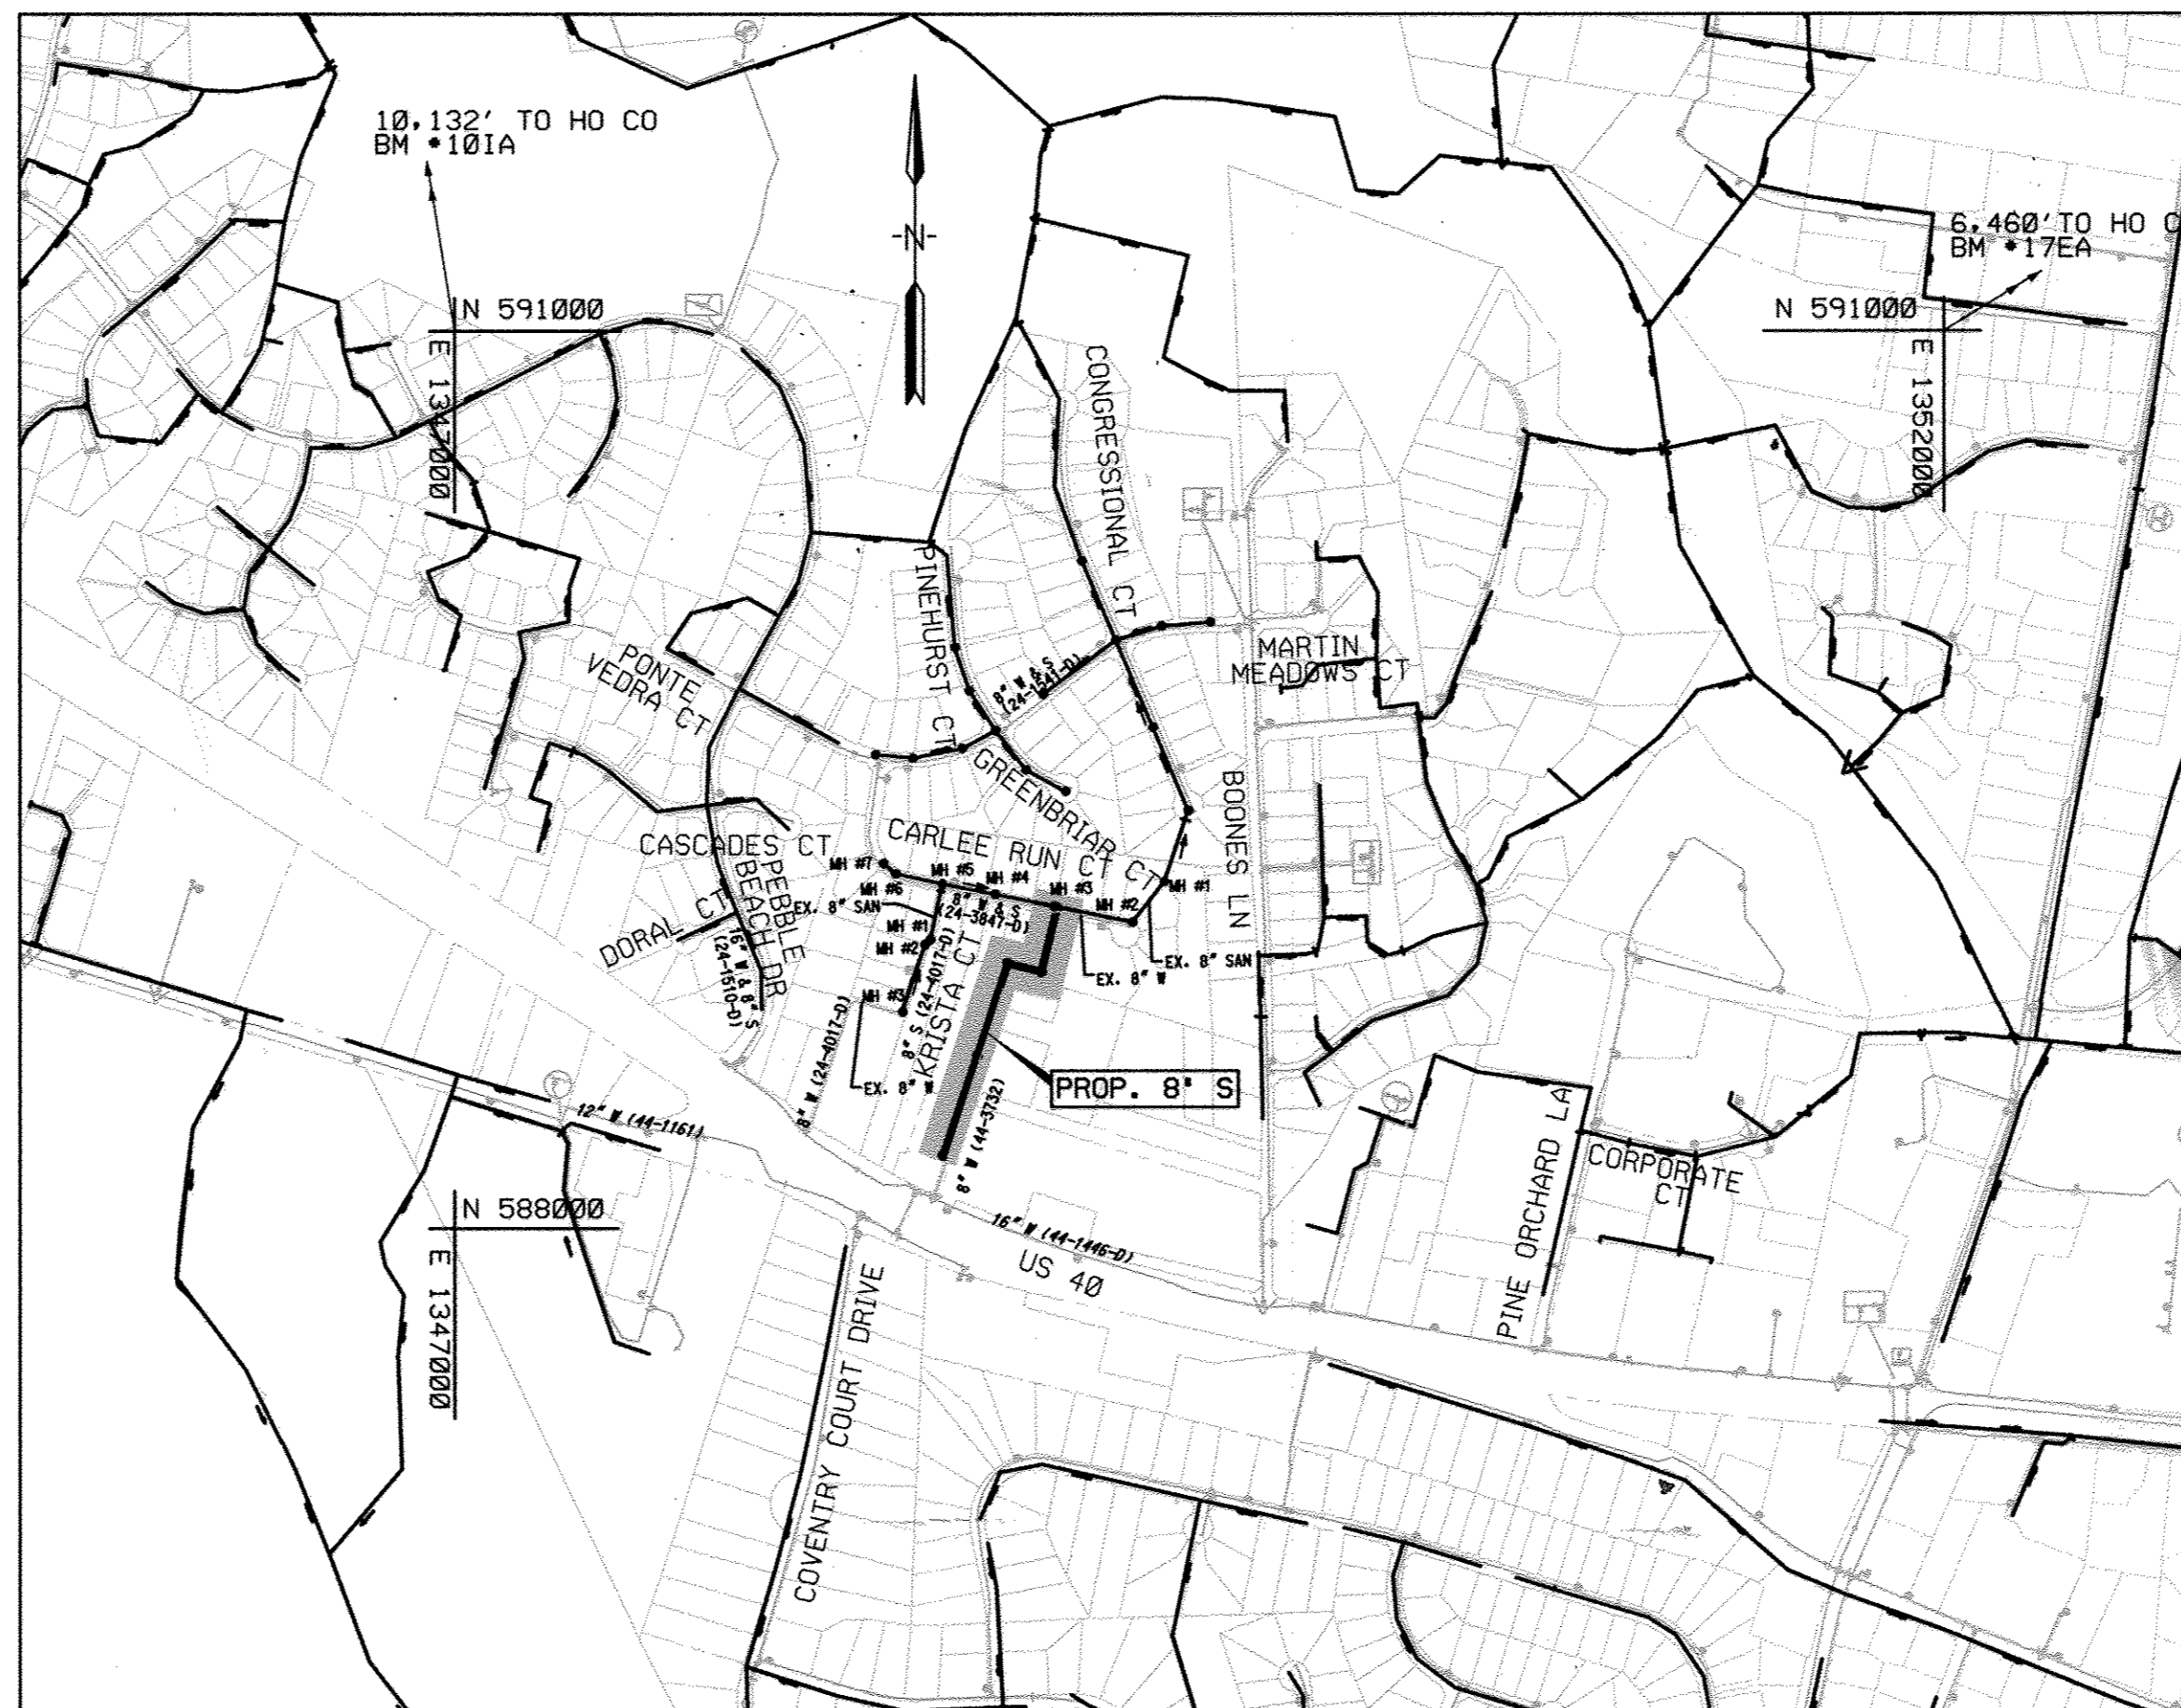 10,132' TO HO CO
BM *10IA
-N-
6,460' TO HO C
BM *17EA
N 591000
E 1347000
N 591000
E 1352000
CONGRESSIONAL CT
PINEHURST CT
8" W & S
(24-1541-D)
MARTIN
MEADOWS CT
PONTE
VEDRA CT
GREENBRIAR CT
BOONES LN
CASCADES CT
CARLEE RUN CT
PEBBLE
BEACH DR
DORAL CT
16" W & 8" S
(24-1510-D)
MH #7
MH #6
MH #5
MH #4
MH #3
MH #2
MH #1
8" W & S
(24-3847-D)
EX. 8" SAN
MH #1
MH #2
MH #3
EX. 8" SAN
EX. 8" W
8" S (24-4017-D)
KRISTA CT
8" W (24-4017-D)
EX. 8" W
PROP. 8" S
12" W (44-1161)
8" W (44-3732)
16" W (44-1446-D)
US 40
PINE ORCHARD LA
CORPORATE
CT
N 588000
E 1347000
COVENTRY COURT DRIVE